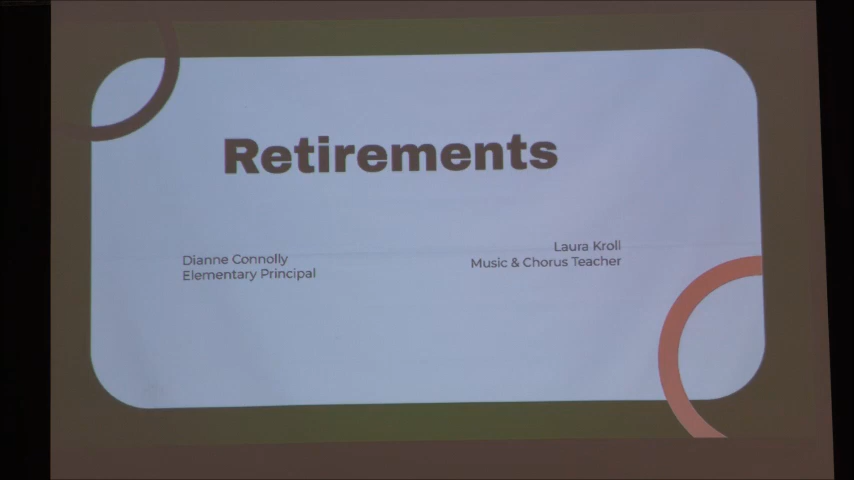 Retirements
Dianne Connolly
Elementary Principal
Laura Kroll
Music & Chorus Teacher